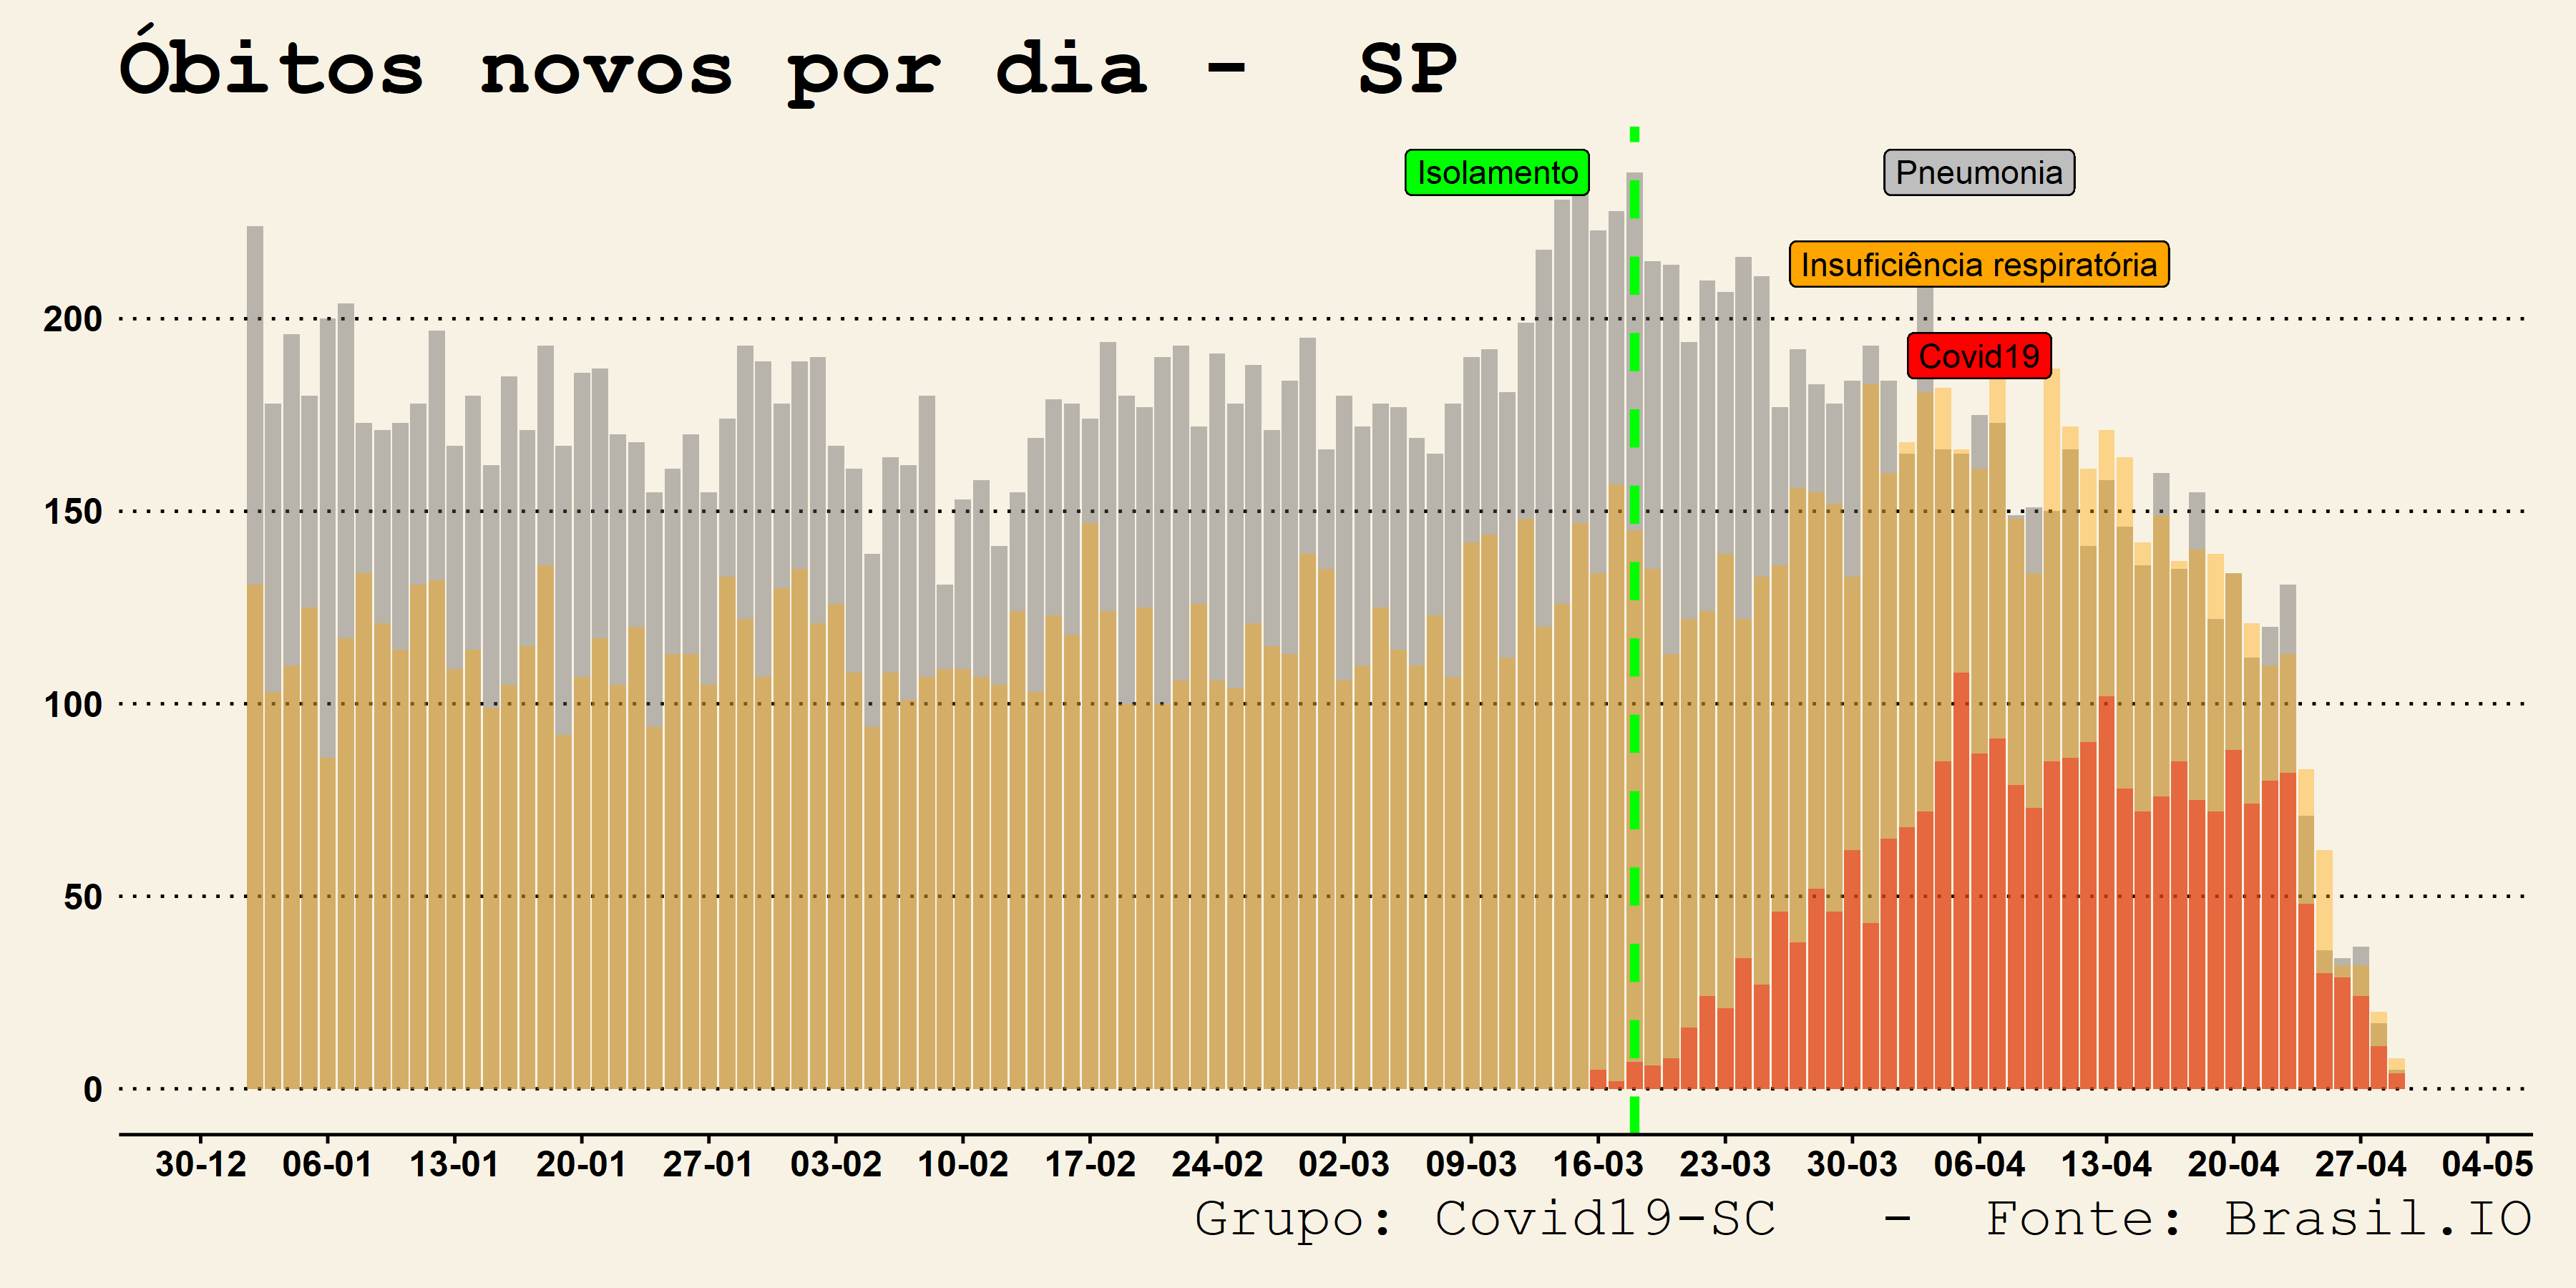 Óbitos novos por dia - SP
Isolamento
Pneumonia
Insuficiência respiratória
Covid19
200
150
100
50
0
30-12 06-01 13-01 20-01 27-01 03-02 10-02 17-02 24-02 02-03 09-03 16-03 23-03 30-03 06-04 13-04 20-04 27-04 04-05
Grupo: Covid19-SC - Fonte: Brasil.IO